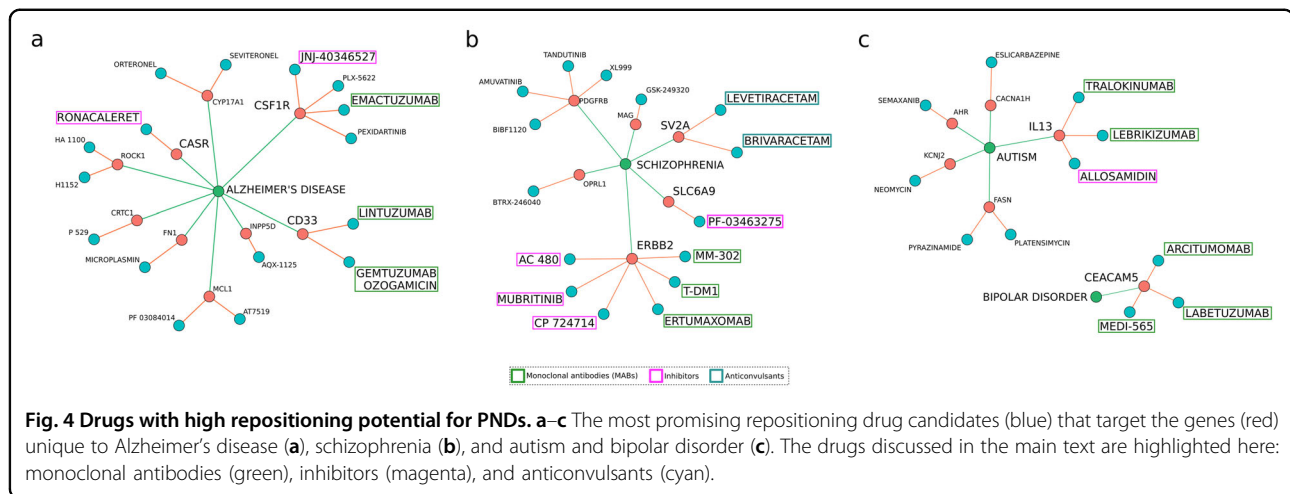 a
ORTERONEL
SEVITERONEL
CYP17A1
JNJ-40346527
PLX-5622
CSF1R
EMACTUZUMAB
PEXIDARTINIB
RONACALERET
CASR
HA 1100
ROCK1
H1152
ALZHEIMER'S DISEASE
CRTC1
P 529
FN1
MICROPLASMIN
INPP5D
AQX-1125
CD33
LINTUZUMAB
GEMTUZUMAB
OZOGAMICIN
MCL1
PF 03084014
AT7519
b
TANDUTINIB
XL999
AMUVATINIB
PDGFRB
BIBF1120
GSK-249320
MAG
LEVETIRACETAM
SV2A
BRIVARACETAM
SCHIZOPHRENIA
OPRL1
BTRX-246040
SLC6A9
PF-03463275
ERBB2
AC 480
MM-302
MUBRITINIB
T-DM1
CP 724714
ERTUMAXOMAB
c
ESLICARBAZEPINE
CACNA1H
SEMAXANIB
AHR
TRALOKINUMAB
IL13
LEBRIKIZUMAB
AUTISM
ALLOSAMIDIN
KCNJ2
NEOMYCIN
FASN
PYRAZINAMIDE
PLATENSIMYCIN
ARCITUMOMAB
CEACAM5
BIPOLAR DISORDER
LABETUZUMAB
MEDI-565
Monoclonal antibodies (MABs)
Inhibitors
Anticonvulsants
Fig. 4 Drugs with high repositioning potential for PNDs. a–c The most promising repositioning drug candidates (blue) that target the genes (red)
unique to Alzheimer's disease (a), schizophrenia (b), and autism and bipolar disorder (c). The drugs discussed in the main text are highlighted here:
monoclonal antibodies (green), inhibitors (magenta), and anticonvulsants (cyan).